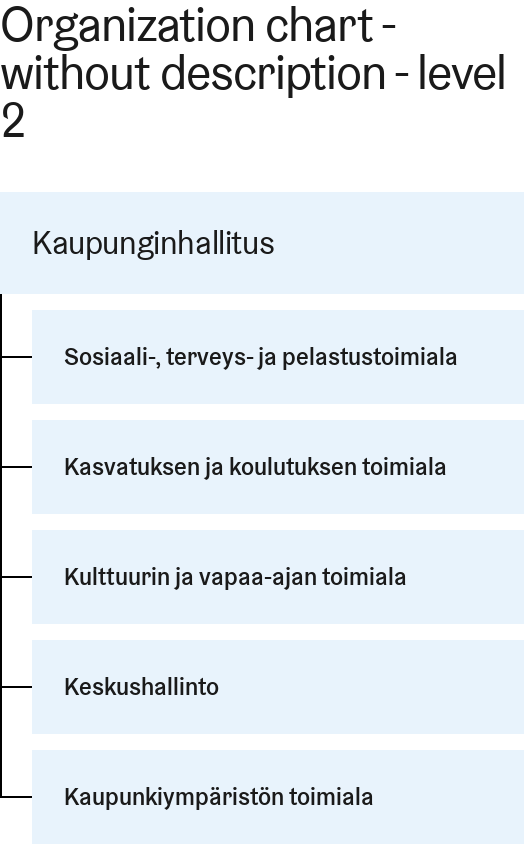 Organization chart -
without description - level
2
Kaupunginhallitus
Sosiaali-, terveys- ja pelastustoimiala
Kasvatuksen ja koulutuksen toimiala
Kulttuurin ja vapaa-ajan toimiala
Keskushallinto
Kaupunkiympäristön toimiala